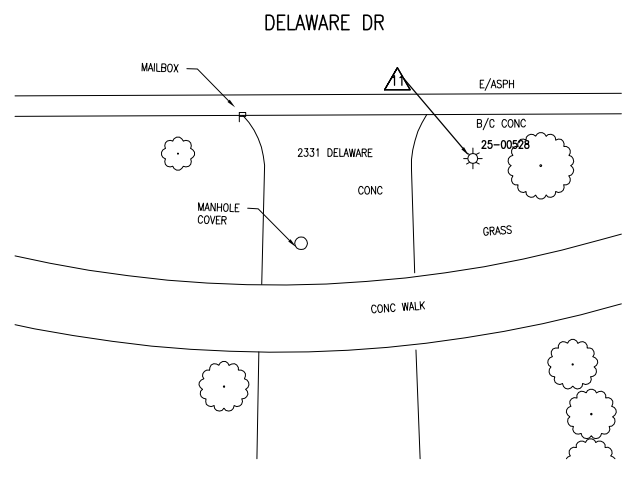 DELAWARE DR
MAILBOX
11
E/ASPH
B/C CONC
25-00528
2331 DELAWARE
CONC
MANHOLE
COVER
GRASS
CONC WALK